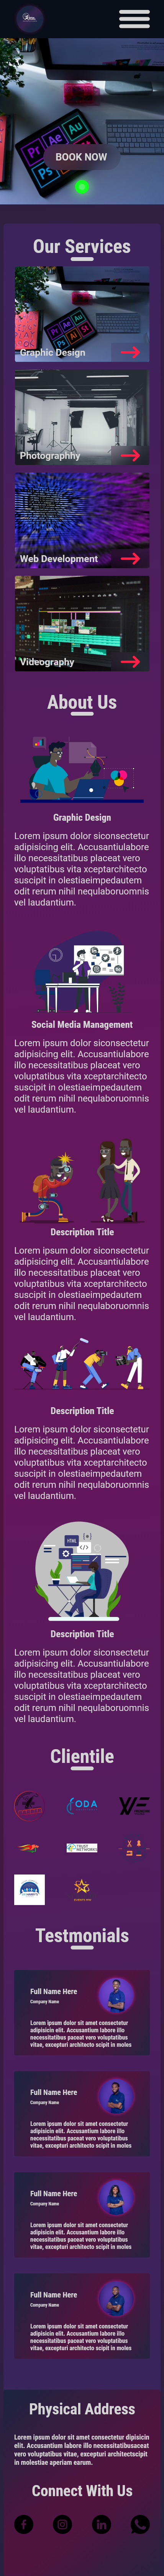 BOOK NOW
Our Services
Graphic Design
Photographhy
Web Development
Videography
About Us
Graphic Design
Lorem ipsum dolor siconsectetur
adipisicing elit. Accusantiulabore
illo necessitatibus placeat vero
voluptatibus vita xceptarchitecto
suscipit in olestiaeimpedautem
odit rerum nihil nequlaboruomnis
vel laudantium.
Social Media Management
Lorem ipsum dolor siconsectetur
adipisicing elit. Accusantiulabore
illo necessitatibus placeat vero
voluptatibus vita xceptarchitecto
suscipit in olestiaeimpedautem
odit rerum nihil nequlaboruomnis
vel laudantium.
Description Title
Lorem ipsum dolor siconsectetur
adipisicing elit. Accusantiulabore
illo necessitatibus placeat vero
voluptatibus vita xceptarchitecto
suscipit in olestiaeimpedautem
odit rerum nihil nequlaboruomnis
vel laudantium.
Description Title
Lorem ipsum dolor siconsectetur
adipisicing elit. Accusantiulabore
illo necessitatibus placeat vero
voluptatibus vita xceptarchitecto
suscipit in olestiaeimpedautem
odit rerum nihil nequlaboruomnis
vel laudantium.
HTML
</>
Description Title
Lorem ipsum dolor siconsectetur
adipisicing elit. Accusantiulabore
illo necessitatibus placeat vero
voluptatibus vita xceptarchitecto
suscipit in olestiaeimpedautem
odit rerum nihil nequlaboruomnis
vel laudantium.
Clientile
ODA
TRUST
NETWORKS
Testmonials
Full Name Here
Company Name
Lorem ipsum dolor sit amet consectetur
adipisicing elit. Accusantium labore illo
necessitatibus placeat vero voluptatibus
vitae, excepturi architecto scipit in moles
Full Name Here
Company Name
Lorem ipsum dolor sit amet consectetur
adipisicing elit. Accusantium labore illo
necessitatibus placeat vero voluptatibus
vitae, excepturi architecto scipit in moles
Full Name Here
Company Name
Lorem ipsum dolor sit amet consectetur
adipisicing elit. Accusantium labore illo
necessitatibus placeat vero voluptatibus
vitae, excepturi architecto scipit in moles
Full Name Here
Company Name
Lorem ipsum dolor sit amet consectetur
adipisicing elit. Accusantium labore illo
necessitatibus placeat vero voluptatibus
vitae, excepturi architecto scipit in moles
Physical Address
Lorem ipsum dolor sit amet consectetur dipisicin
elit. Accusantium labore illo necessitatibusaceat
vero voluptatibus vitae, excepturi architectscipit
in molestiae aperiam earum.
Connect With Us